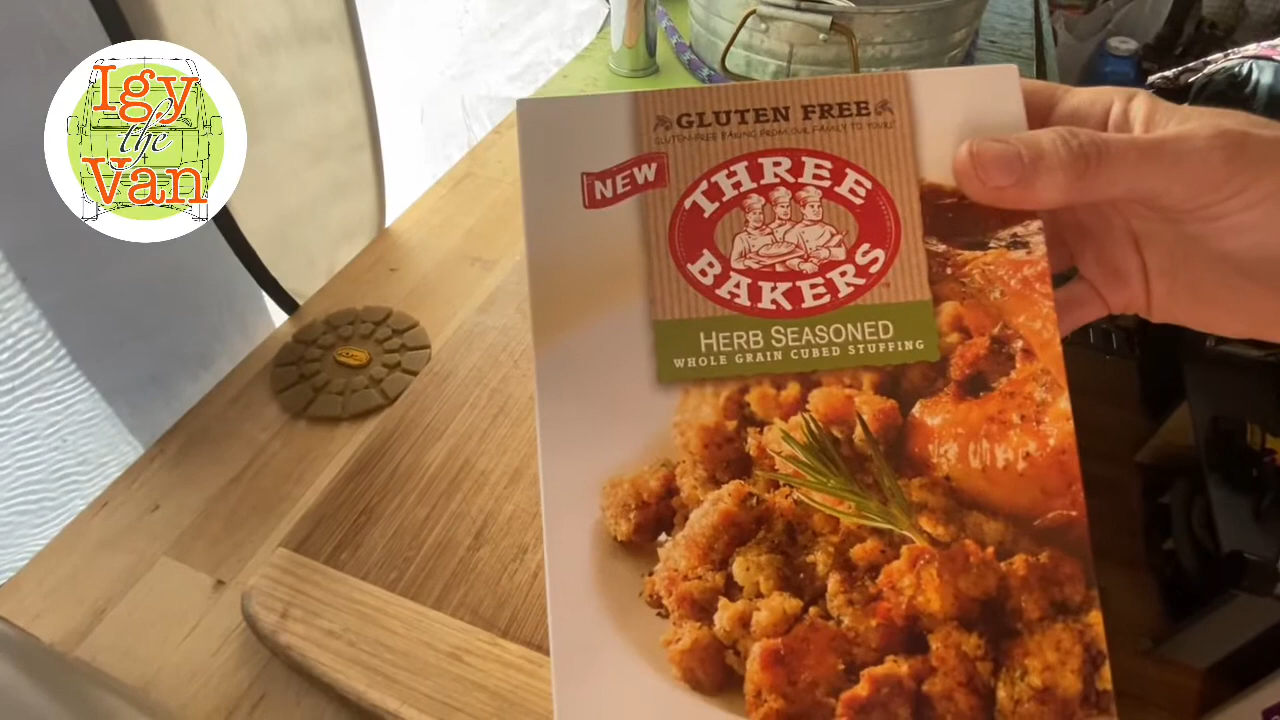 Igy
the
Van
GLUTEN FREE
GLUTEN-FREE BAKING FROM OUR FAMILY TO YOURS
NEW
THREE
BAKERS
HERB SEASONED
WHOLE GRAIN CUBED STUFFING